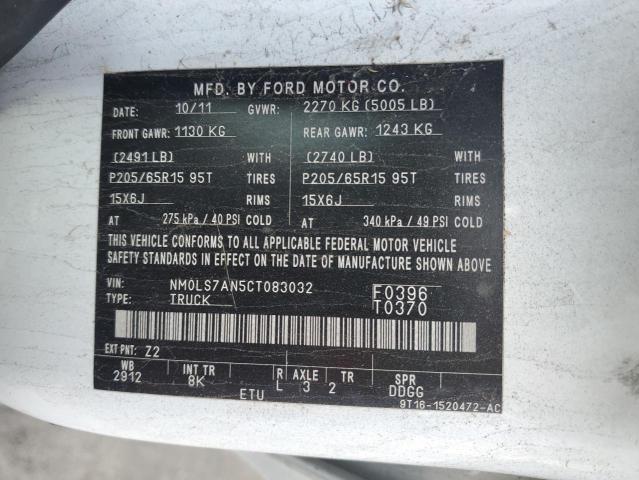 MFD. BY FORD MOTOR CO.
DATE: 10/11 GVWR: 2270 KG (5005 LB)
FRONT GAWR: 1130 KG REAR GAWR: 1243 KG
(2491 LB) WITH (2740 LB) WITH
P205/65R15 95T TIRES P205/65R15 95T TIRES
15X6J RIMS 15X6J RIMS
AT 275 kPa / 40 PSI COLD AT 340 kPa / 49 PSI COLD
THIS VEHICLE CONFORMS TO ALL APPLICABLE FEDERAL MOTOR VEHICLE
SAFETY STANDARDS IN EFFECT ON THE DATE OF MANUFACTURE SHOWN ABOVE
VIN: NM0LS7AN5CT083032 F0396
TYPE: TRUCK T0370
EXT PNT: Z2
WB INT TR R AXLE TR SPR
2912 8K L 3 2 DDGG
ETU 9T16-1520472-AC